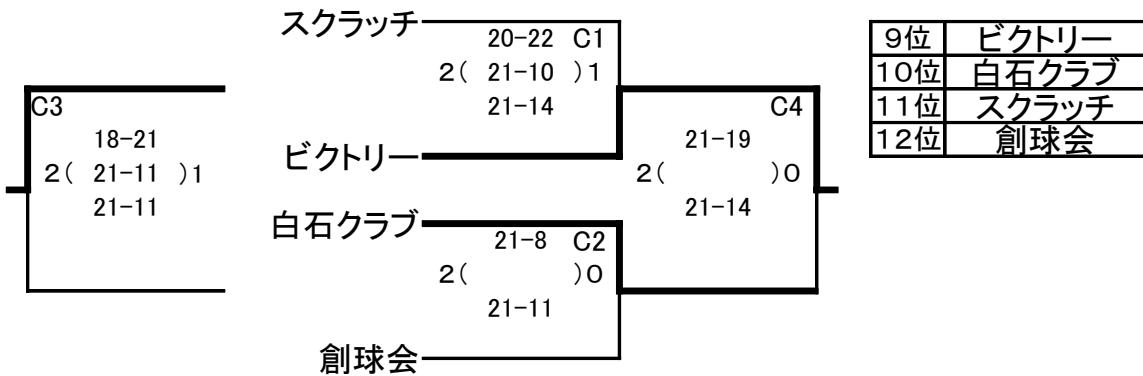 スクラッチ
20-22 C1
2( 21-10 )1
21-14
ビクトリー
C3
18-21
2( 21-11 )1
21-11
C4
21-19
2( )0
21-14
白石クラブ
21-8 C2
2( )0
21-11
創球会
9位 ビクトリー
10位 白石クラブ
11位 スクラッチ
12位 創球会